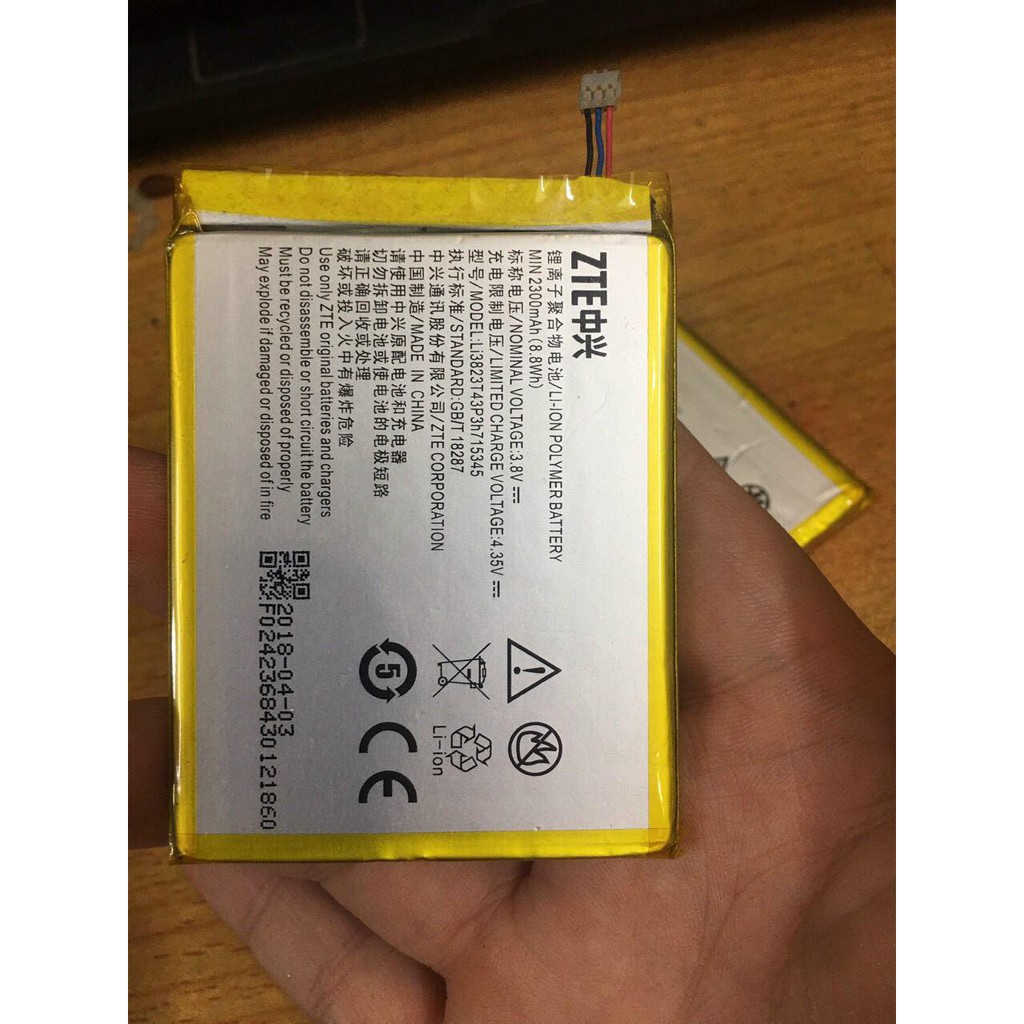 ZTE中兴
锂离子聚合物电池/LI-ION POLYMER BATTERY
MIN 2300mAh (8.8Wh)
标称电压/NOMINAL VOLTAGE:3.8V
充电限制电压/LIMITED CHARGE VOLTAGE:4.35V
型号/MODEL:Li3823T43P3h715345
执行标准/STANDARD:GB/T 18287
中兴通讯股份有限公司/ZTE CORPORATION
中国制造/MADE IN CHINA
请使用中兴原配电池和充电器
切勿拆卸电池或使电池的电极短路
请正确回收或处理
破坏或投入火中有爆炸危险
Use only ZTE original batteries and chargers
Do not disassemble or short circuit the battery
Must be recycled or disposed of properly
May explode if damaged or disposed of in fire
Li-ion
5
CE
2018-04-03
F0242368430121860